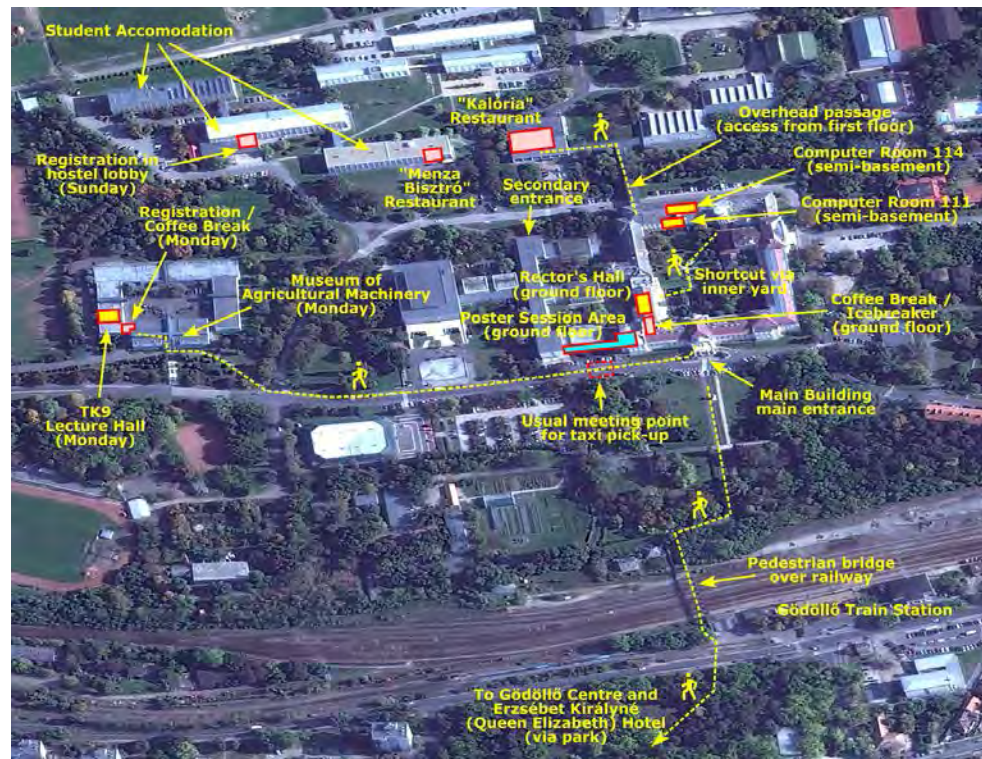 Student Accomodation
"Kalória"
Restaurant
Overhead passage
(access from first floor)
Computer Room 114
(semi-basement)
Registration in
hostel lobby
(Sunday)
"Menza
Bisztró"
Restaurant
Secondary
entrance
Computer Room 111
(semi-basement)
Registration /
Coffee Break
(Monday)
Museum of
Agricultural Machinery
(Monday)
Rector's Hall
(ground floor)
Shortcut via
inner yard
Poster Session Area
(ground floor)
Coffee Break /
Icebreaker
(ground floor)
TK9
Lecture Hall
(Monday)
Usual meeting point
for taxi pick-up
Main Building
main entrance
Pedestrian bridge
over railway
Gödöllő Train Station
To Gödöllő Centre and
Erzsébet Királyné
(Queen Elizabeth) Hotel
(via park)